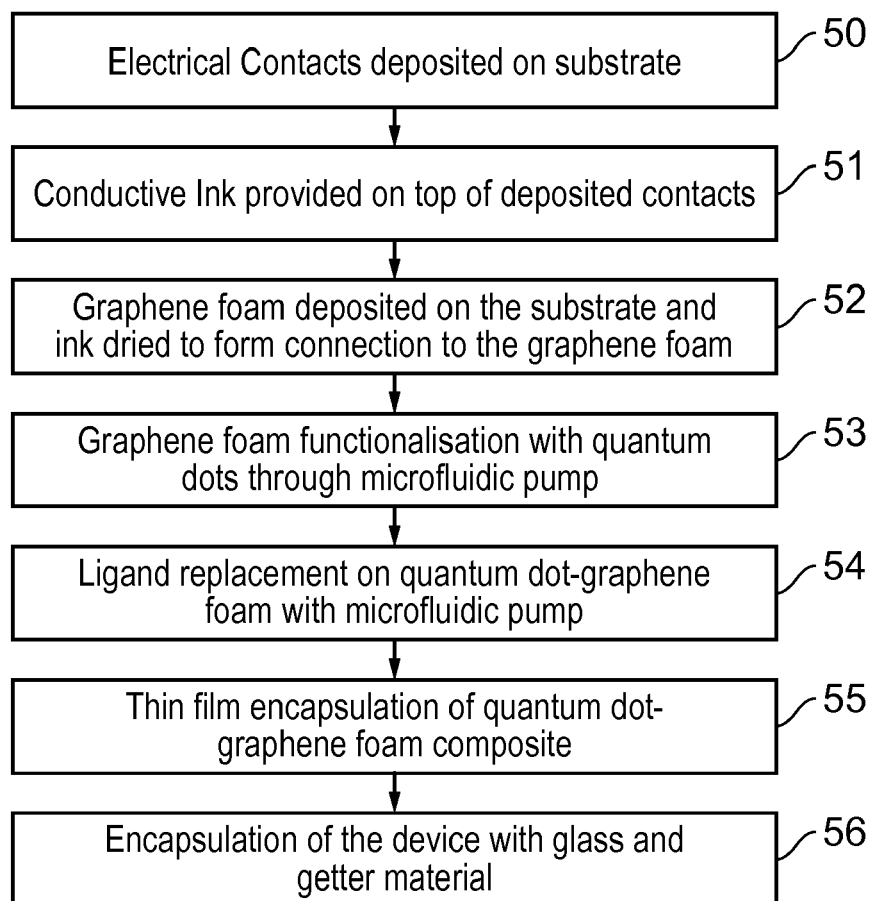 50
Electrical Contacts deposited on substrate
51
Conductive Ink provided on top of deposited contacts
52
Graphene foam deposited on the substrate and
ink dried to form connection to the graphene foam
53
Graphene foam functionalisation with quantum
dots through microfluidic pump
54
Ligand replacement on quantum dot-graphene
foam with microfluidic pump
55
Thin film encapsulation of quantum dot-
graphene foam composite
56
Encapsulation of the device with glass and
getter material